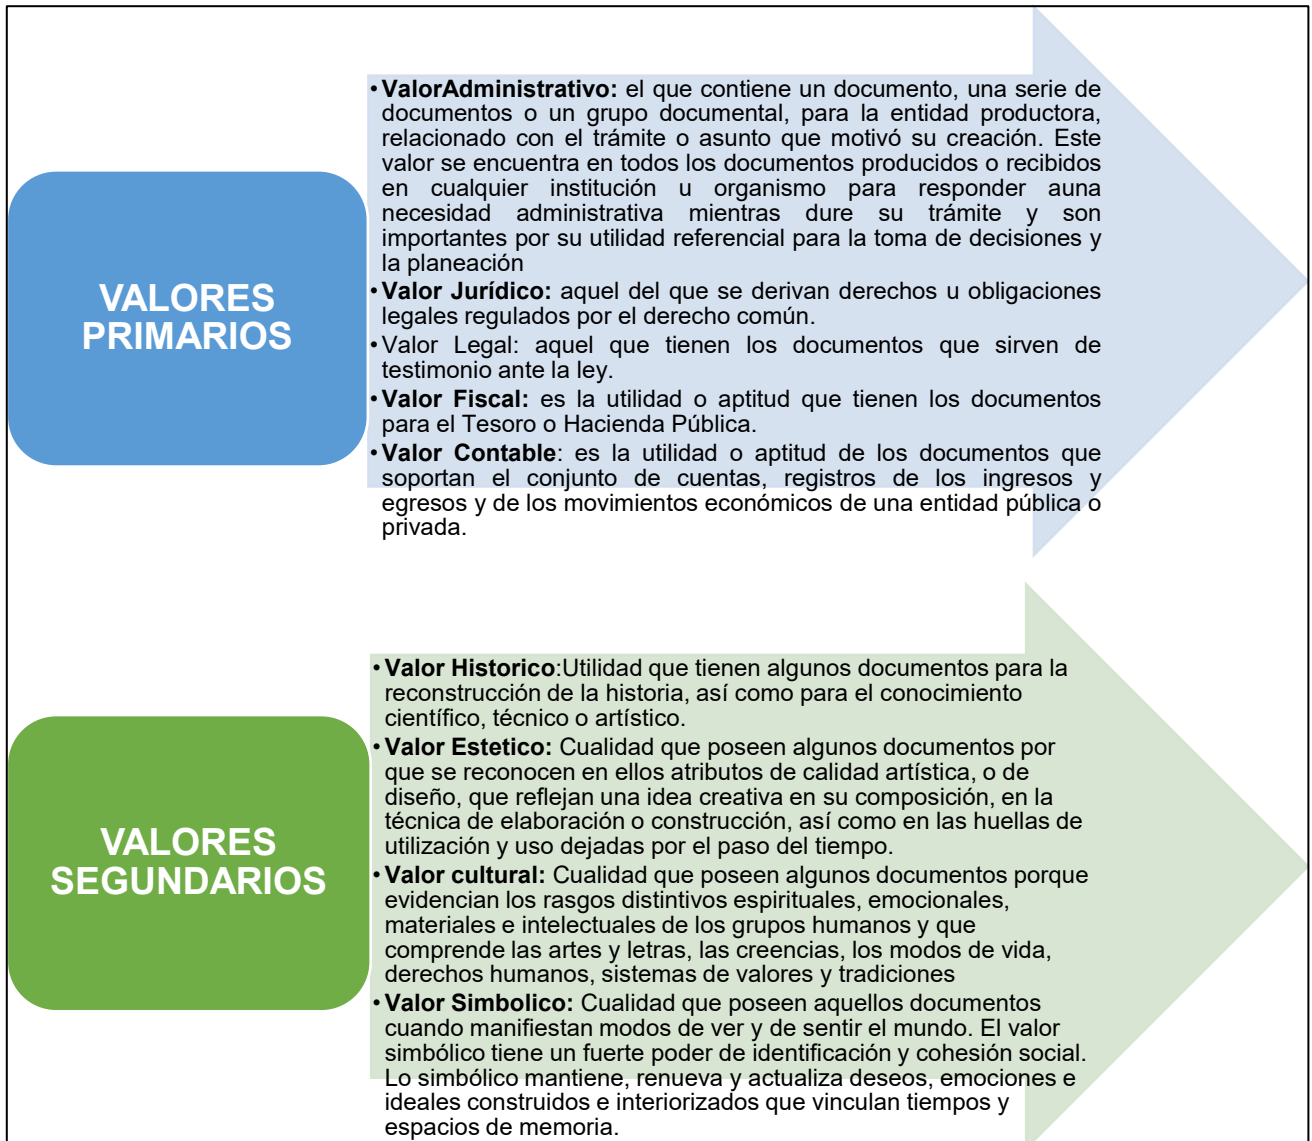 VALORES
PRIMARIOS
•ValorAdministrativo: el que contiene un documento, una serie de
documentos o un grupo documental, para la entidad productora,
relacionado con el trámite o asunto que motivó su creación. Este
valor se encuentra en todos los documentos producidos o recibidos
en cualquier institución u organismo para responder auna
necesidad administrativa mientras dure su trámite y son
importantes por su utilidad referencial para la toma de decisiones y
la planeación
•Valor Jurídico: aquel del que se derivan derechos u obligaciones
legales regulados por el derecho común.
•Valor Legal: aquel que tienen los documentos que sirven de
testimonio ante la ley.
•Valor Fiscal: es la utilidad o aptitud que tienen los documentos
para el Tesoro o Hacienda Pública.
•Valor Contable: es la utilidad o aptitud de los documentos que
soportan el conjunto de cuentas, registros de los ingresos y
egresos y de los movimientos económicos de una entidad pública o
privada.
VALORES
SEGUNDARIOS
•Valor Historico:Utilidad que tienen algunos documentos para la
reconstrucción de la historia, así como para el conocimiento
científico, técnico o artístico.
•Valor Estetico: Cualidad que poseen algunos documentos por
que se reconocen en ellos atributos de calidad artística, o de
diseño, que reflejan una idea creativa en su composición, en la
técnica de elaboración o construcción, así como en las huellas de
utilización y uso dejadas por el paso del tiempo.
•Valor cultural: Cualidad que poseen algunos documentos porque
evidencian los rasgos distintivos espirituales, emocionales,
materiales e intelectuales de los grupos humanos y que
comprende las artes y letras, las creencias, los modos de vida,
derechos humanos, sistemas de valores y tradiciones
•Valor Simbolico: Cualidad que poseen aquellos documentos
cuando manifiestan modos de ver y de sentir el mundo. El valor
simbólico tiene un fuerte poder de identificación y cohesión social.
Lo simbólico mantiene, renueva y actualiza deseos, emociones e
ideales construidos e interiorizados que vinculan tiempos y
espacios de memoria.